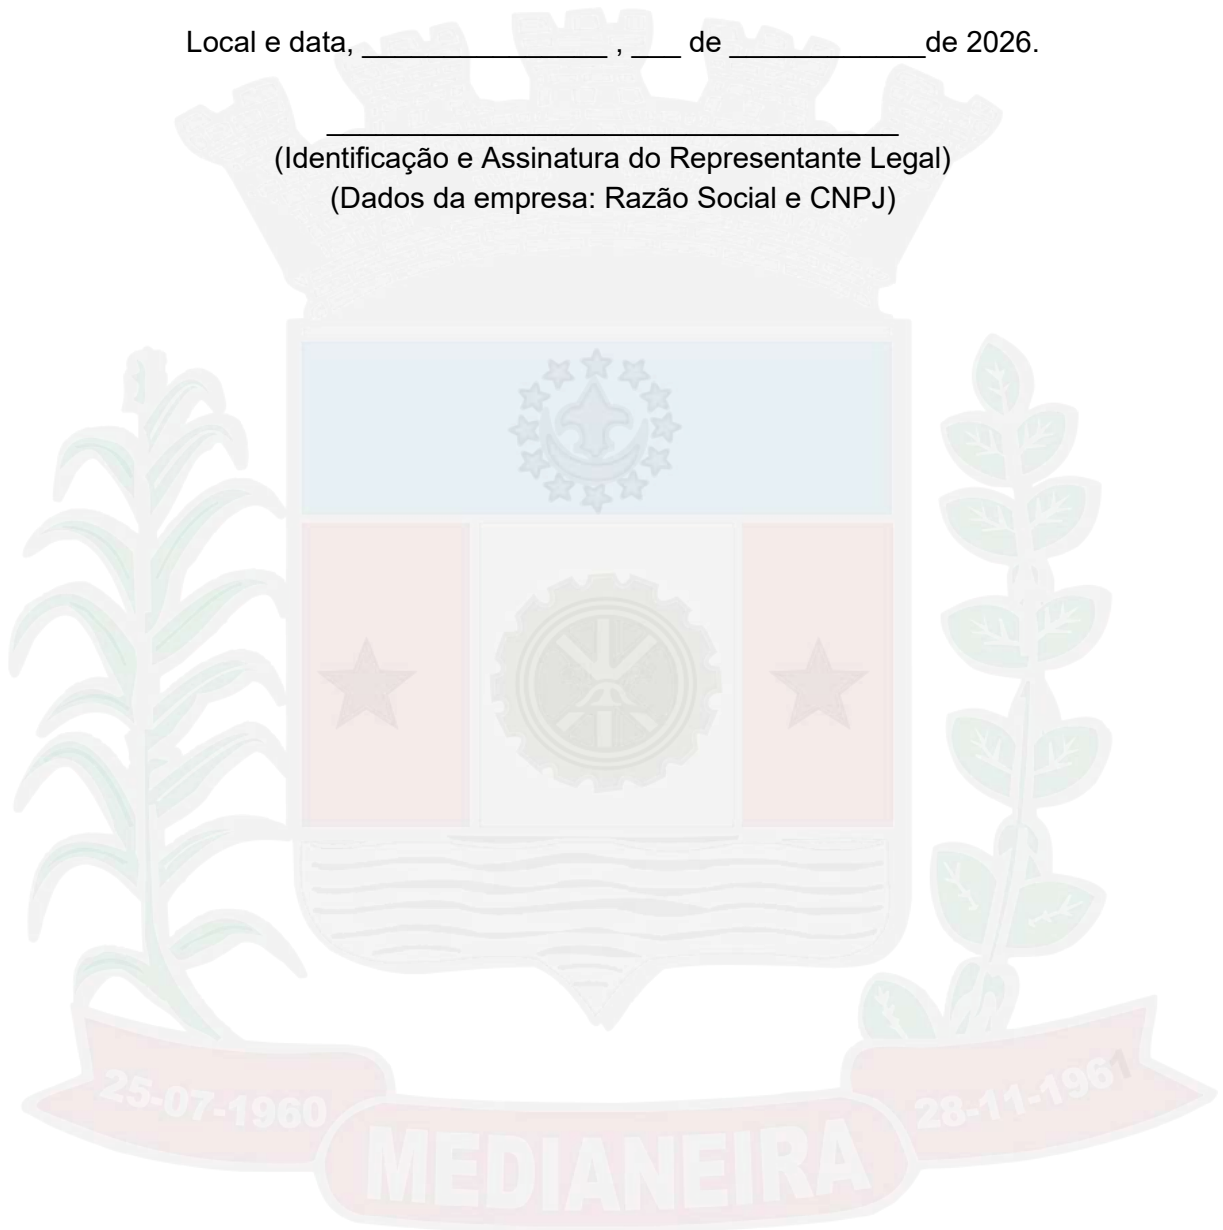 Local e data, _______________ , ___ de ____________de 2026.
___________________________________
(Identificação e Assinatura do Representante Legal)
(Dados da empresa: Razão Social e CNPJ)
25-07-1960
28-11-1961
MEDIANEIRA